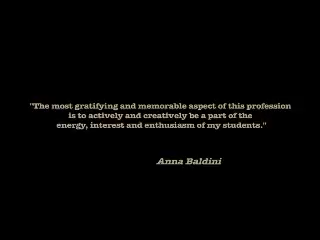 "The most gratifying and memorable aspect of this profession
is to actively and creatively be a part of the
energy, interest and enthusiasm of my students."
Anna Baldini